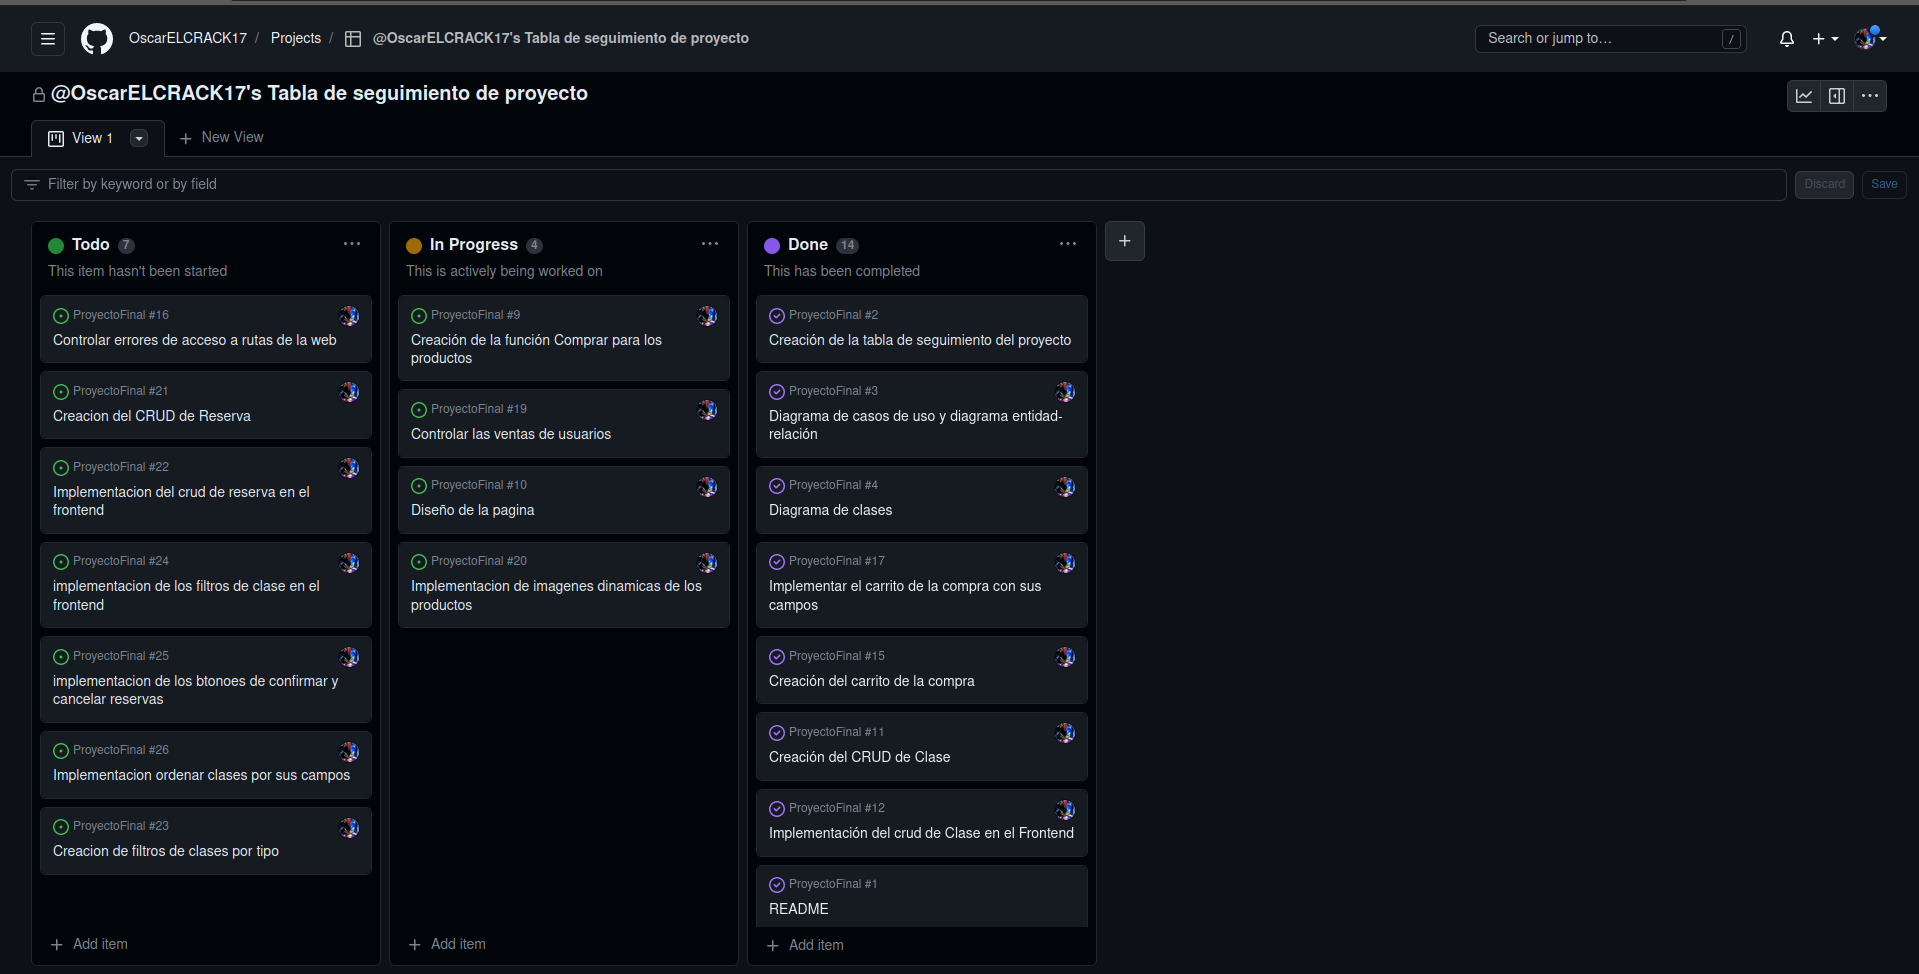 OscarELCRACK17 / Projects / @OscarELCRACK17's Tabla de seguimiento de proyecto
Search or jump to... /
@OscarELCRACK17's Tabla de seguimiento de proyecto
View 1
New View
Filter by keyword or by field
Discard
Save
Todo 7
This item hasn't been started
ProyectoFinal #16
Controlar errores de acceso a rutas de la web
ProyectoFinal #21
Creacion del CRUD de Reserva
ProyectoFinal #22
Implementacion del crud de reserva en el
frontend
ProyectoFinal #24
implementacion de los filtros de clase en el
frontend
ProyectoFinal #25
implementacion de los btonoes de confirmar y
cancelar reservas
ProyectoFinal #26
Implementacion ordenar clases por sus campos
ProyectoFinal #23
Creacion de filtros de clases por tipo
Add item
In Progress 4
This is actively being worked on
ProyectoFinal #9
Creación de la función Comprar para los
productos
ProyectoFinal #19
Controlar las ventas de usuarios
ProyectoFinal #10
Diseño de la pagina
ProyectoFinal #20
Implementacion de imagenes dinamicas de los
productos
Add item
Done 14
This has been completed
ProyectoFinal #2
Creación de la tabla de seguimiento del proyecto
ProyectoFinal #3
Diagrama de casos de uso y diagrama entidad-
relación
ProyectoFinal #4
Diagrama de clases
ProyectoFinal #17
Implementar el carrito de la compra con sus
campos
ProyectoFinal #15
Creación del carrito de la compra
ProyectoFinal #11
Creación del CRUD de Clase
ProyectoFinal #12
Implementación del crud de Clase en el Frontend
ProyectoFinal #1
README
Add item